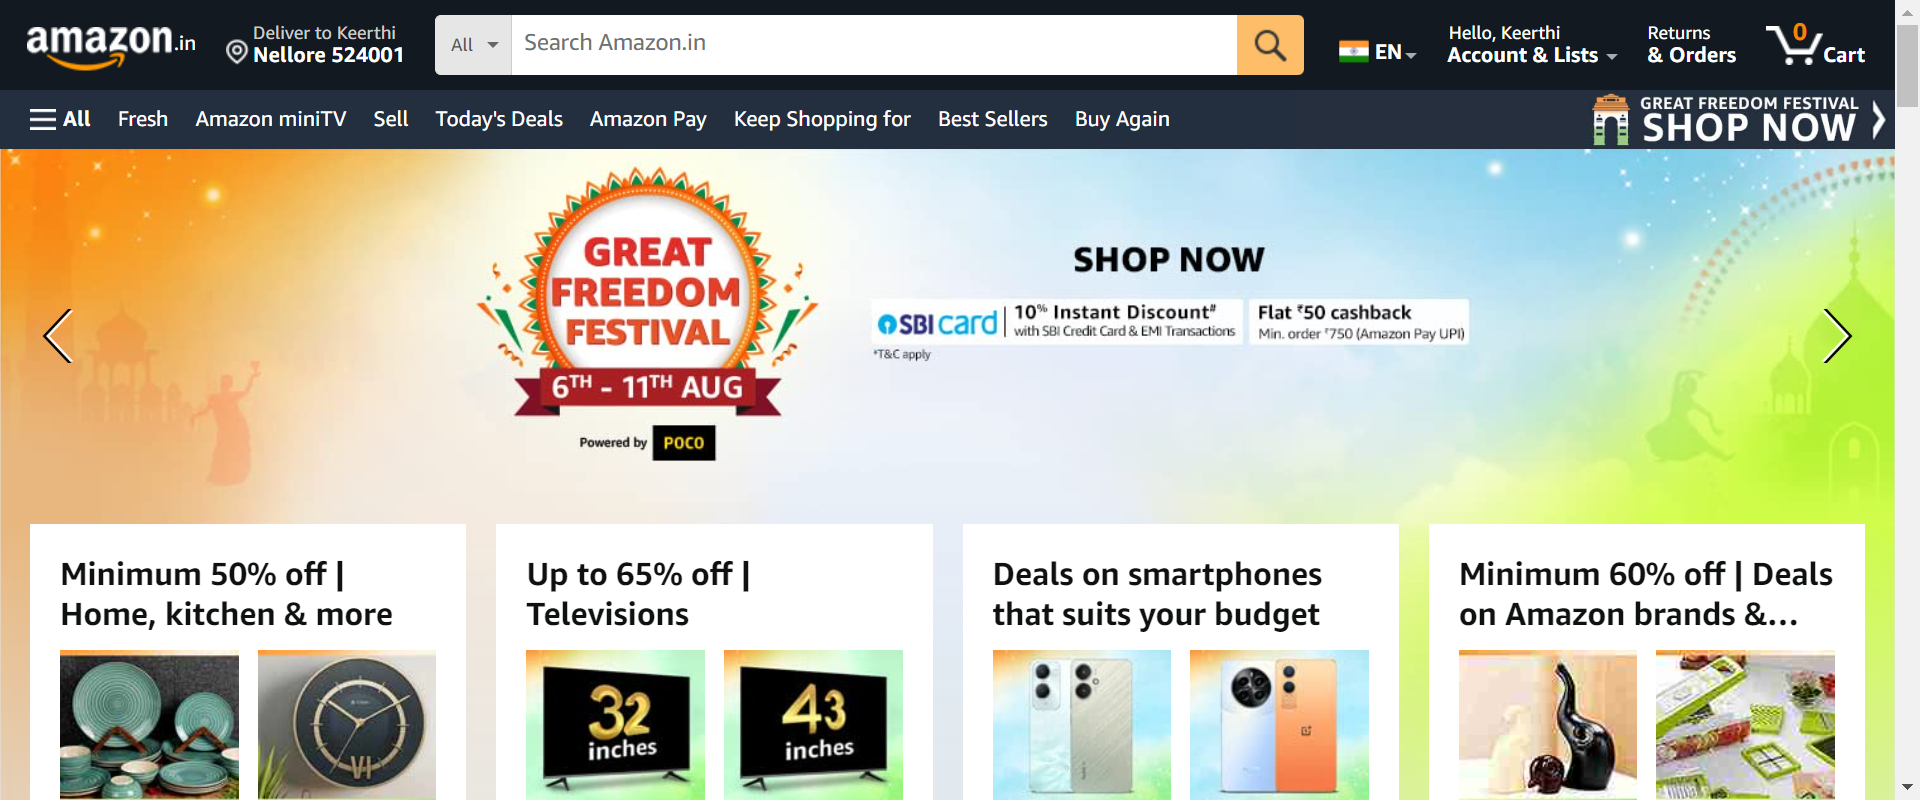 amazon.in
Deliver to Keerthi
Nellore 524001
All
Search Amazon.in
EN
Hello, Keerthi
Account & Lists
Returns
& Orders
0
Cart
All
Fresh
Amazon miniTV
Sell
Today's Deals
Amazon Pay
Keep Shopping for
Best Sellers
Buy Again
GREAT FREEDOM FESTIVAL
SHOP NOW
GREAT
FREEDOM
FESTIVAL
6TH - 11TH AUG
Powered by POCO
SHOP NOW
SBI card
10% Instant Discount#
with SBI Credit Card & EMI Transactions
Flat ₹50 cashback
Min. order ₹750 (Amazon Pay UPI)
*T&C apply
Minimum 50% off |
Home, kitchen & more
Up to 65% off |
Televisions
Deals on smartphones
that suits your budget
Minimum 60% off | Deals
on Amazon brands &...
VI
32
inches
43
inches